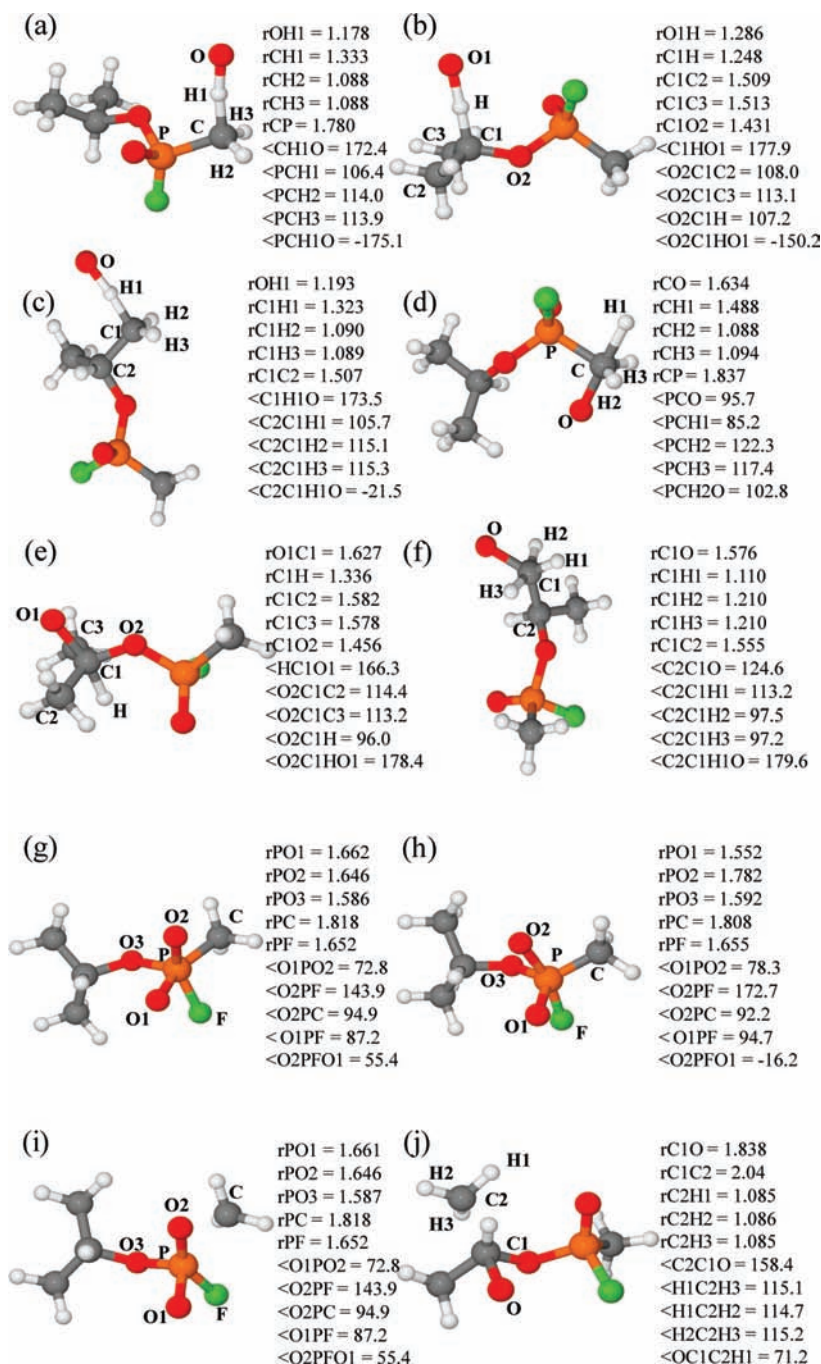 (a)
O
H1
H3
P
C
H2
rOH1 = 1.178
rCH1 = 1.333
rCH2 = 1.088
rCH3 = 1.088
rCP = 1.780
<CH1O = 172.4
<PCH1 = 106.4
<PCH2 = 114.0
<PCH3 = 113.9
<PCH1O = -175.1
(b)
O1
H
C3
C1
C2
O2
rO1H = 1.286
rC1H = 1.248
rC1C2 = 1.509
rC1C3 = 1.513
rC1O2 = 1.431
<C1HO1 = 177.9
<O2C1C2 = 108.0
<O2C1C3 = 113.1
<O2C1H = 107.2
<O2C1HO1 = -150.2
(c)
O
H1
H2
C1
H3
C2
rOH1 = 1.193
rC1H1 = 1.323
rC1H2 = 1.090
rC1H3 = 1.089
rC1C2 = 1.507
<C1H1O = 173.5
<C2C1H1 = 105.7
<C2C1H2 = 115.1
<C2C1H3 = 115.3
<C2C1H1O = -21.5
(d)
H1
P
C
H3
H2
O
rCO = 1.634
rCH1 = 1.488
rCH2 = 1.088
rCH3 = 1.094
rCP = 1.837
<PCO = 95.7
<PCH1= 85.2
<PCH2 = 122.3
<PCH3 = 117.4
<PCH2O = 102.8
(e)
O1
C3
O2
C1
C2
H
rO1C1 = 1.627
rC1H = 1.336
rC1C2 = 1.582
rC1C3 = 1.578
rC1O2 = 1.456
<HC1O1 = 166.3
<O2C1C2 = 114.4
<O2C1C3 = 113.2
<O2C1H = 96.0
<O2C1HO1 = 178.4
(f)
O
H2
H1
H3
C1
C2
rC1O = 1.576
rC1H1 = 1.110
rC1H2 = 1.210
rC1H3 = 1.210
rC1C2 = 1.555
<C2C1O = 124.6
<C2C1H1 = 113.2
<C2C1H2 = 97.5
<C2C1H3 = 97.2
<C2C1H1O = 179.6
(g)
O2
C
O3
P
O1
F
rPO1 = 1.662
rPO2 = 1.646
rPO3 = 1.586
rPC = 1.818
rPF = 1.652
<O1PO2 = 72.8
<O2PF = 143.9
<O2PC = 94.9
<O1PF = 87.2
<O2PFO1 = 55.4
(h)
O2
P
O3
C
O1
F
rPO1 = 1.552
rPO2 = 1.782
rPO3 = 1.592
rPC = 1.808
rPF = 1.655
<O1PO2 = 78.3
<O2PF = 172.7
<O2PC = 92.2
<O1PF = 94.7
<O2PFO1 = -16.2
(i)
C
O2
O3
P
F
O1
rPO1 = 1.661
rPO2 = 1.646
rPO3 = 1.587
rPC = 1.818
rPF = 1.652
<O1PO2 = 72.8
<O2PF = 143.9
<O2PC = 94.9
<O1PF = 87.2
<O2PFO1 = 55.4
(j)
H2
H1
C2
H3
C1
O
rC1O = 1.838
rC1C2 = 2.04
rC2H1 = 1.085
rC2H2 = 1.086
rC2H3 = 1.085
<C2C1O = 158.4
<H1C2H3 = 115.1
<H1C2H2 = 114.7
<H2C2H3 = 115.2
<OC1C2H1 = 71.2